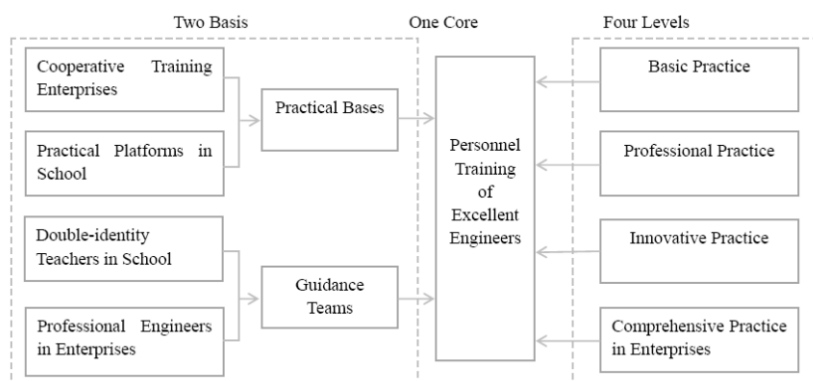 Two Basis
One Core
Four Levels
Cooperative Training
Enterprises
Practical Platforms in
School
Double-identity
Teachers in School
Professional Engineers
in Enterprises
Practical Bases
Guidance
Teams
Personnel
Training
of
Excellent
Engineers
Basic Practice
Professional Practice
Innovative Practice
Comprehensive Practice
in Enterprises